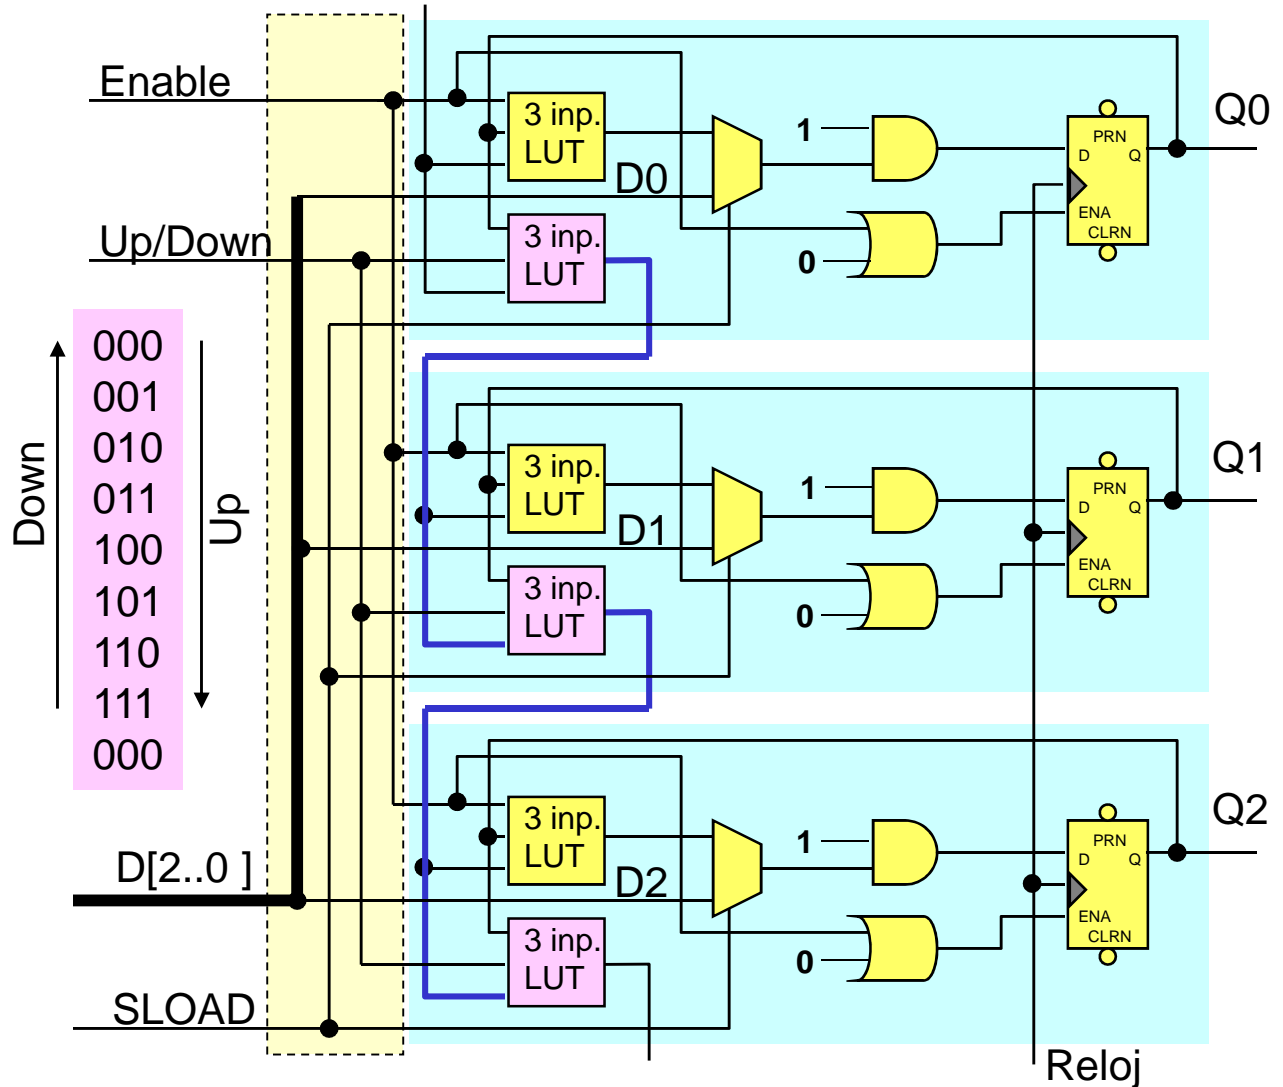 Enable
3 inp.
LUT
D0
1
0
PRN
D
Q
ENA
CLRN
Q0
Up/Down
3 inp.
LUT
Down
000
001
010
011
100
101
110
111
000
Up
3 inp.
LUT
D1
1
0
PRN
D
Q
ENA
CLRN
Q1
3 inp.
LUT
D[2..0 ]
3 inp.
LUT
D2
1
0
PRN
D
Q
ENA
CLRN
Q2
3 inp.
LUT
SLOAD
Reloj